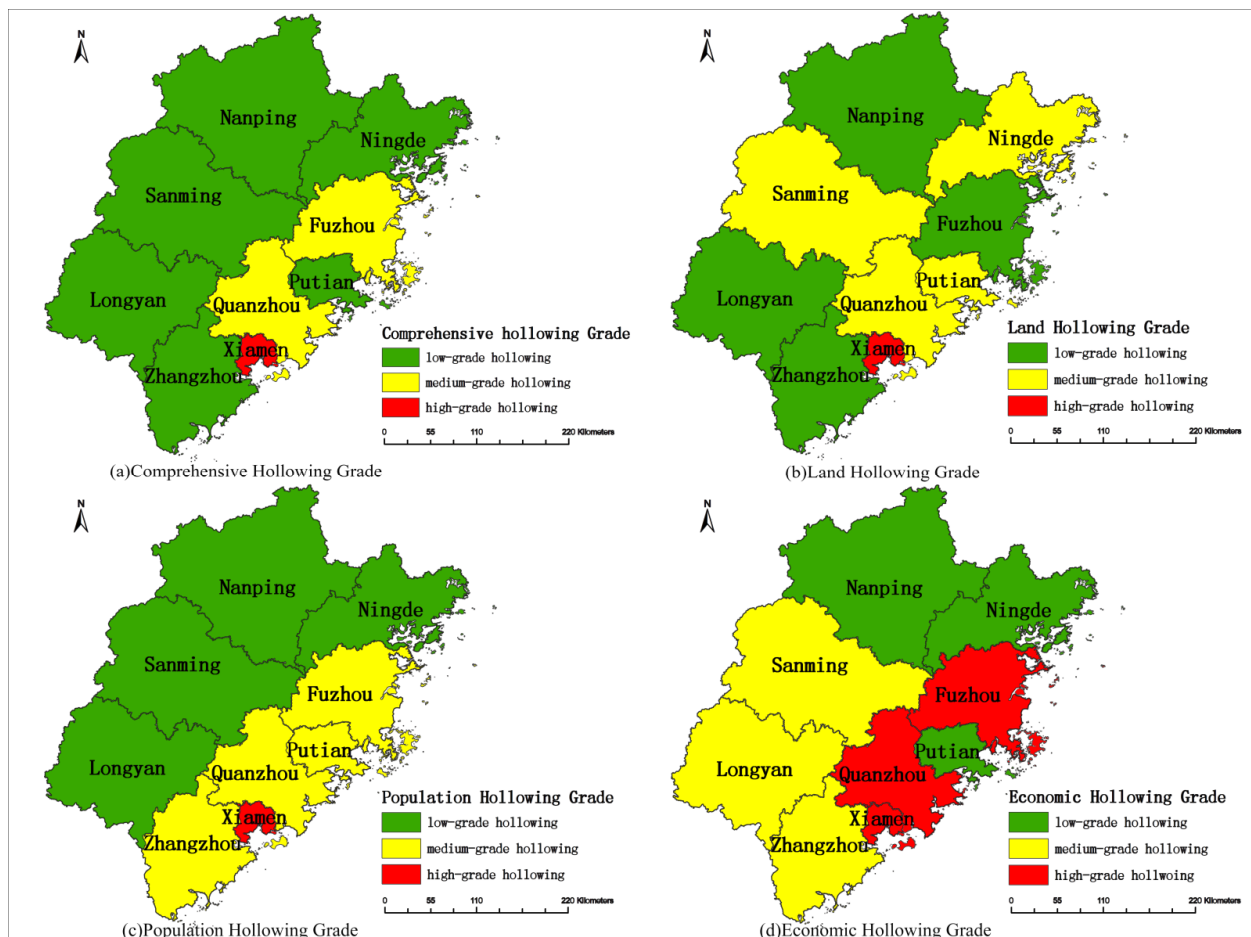 N
Nanping
Ningde
Sanming
Fuzhou
Putian
Longyan
Quanzhou
Xiamen
Zhangzhou
Comprehensive hollowing Grade
low-grade hollowing
medium-grade hollowing
high-grade hollowing
0 55 110 220 Kilometers
(a)Comprehensive Hollowing Grade
N
Nanping
Ningde
Sanming
Fuzhou
Putian
Longyan
Quanzhou
Xiamen
Zhangzhou
Land Hollowing Grade
low-grade hollowing
medium-grade hollowing
high-grade hollowing
0 55 110 220 Kilometers
(b)Land Hollowing Grade
N
Nanping
Ningde
Sanming
Fuzhou
Putian
Longyan
Quanzhou
Xiamen
Zhangzhou
Population Hollowing Grade
low-grade hollowing
medium-grade hollowing
high-grade hollowing
0 55 110 220 Kilometers
(c)Population Hollowing Grade
N
Nanping
Ningde
Sanming
Fuzhou
Putian
Longyan
Quanzhou
Xiamen
Zhangzhou
Economic Hollowing Grade
low-grade hollowing
medium-grade hollowing
high-grade hollwoing
0 55 110 220 Kilometers
(d)Economic Hollowing Grade